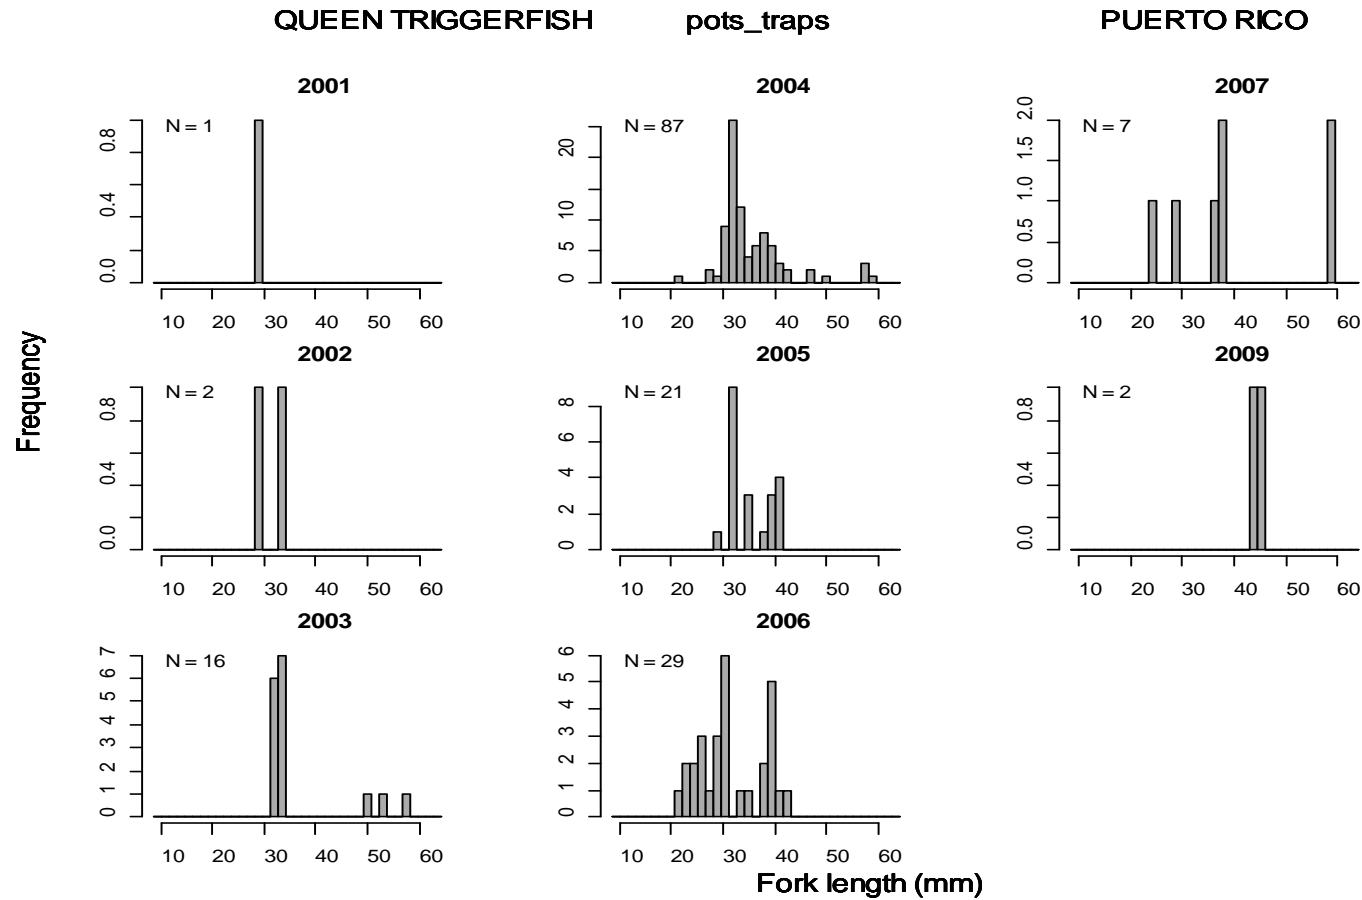 QUEEN TRIGGERFISH pots_traps PUERTO RICO
Frequency
2001
N = 1
0.0 0.4 0.8
10 20 30 40 50 60
2002
N = 2
0.0 0.4 0.8
10 20 30 40 50 60
2003
N = 16
0 1 2 3 4 5 6 7
10 20 30 40 50 60
2004
N = 87
0 5 10 20
10 20 30 40 50 60
2005
N = 21
0 2 4 6 8
10 20 30 40 50 60
2006
N = 29
0 1 2 3 4 5 6
10 20 30 40 50 60
2007
N = 7
0.0 0.5 1.0 1.5 2.0
10 20 30 40 50 60
2009
N = 2
0.0 0.4 0.8
10 20 30 40 50 60
Fork length (mm)